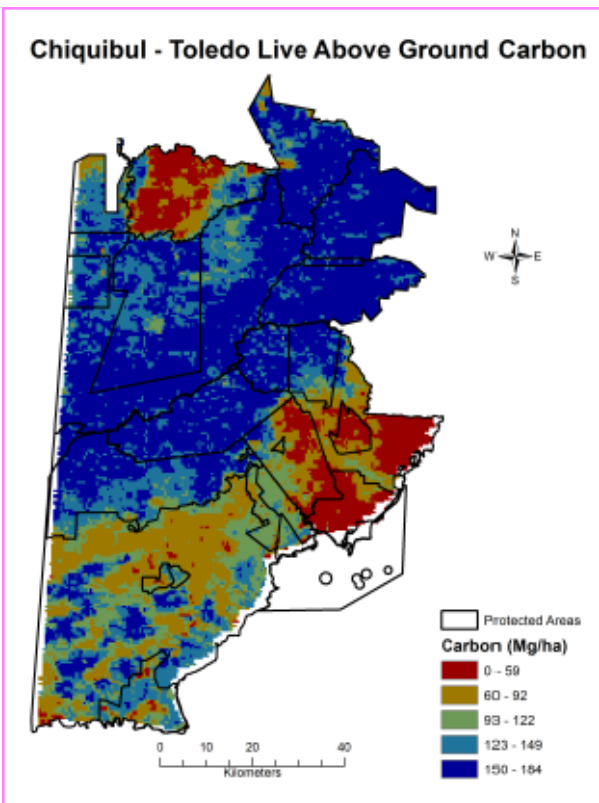 Chiquibul - Toledo Live Above Ground Carbon
N
W E
S
Protected Areas
Carbon (Mg/ha)
0 - 59
60 - 92
93 - 122
123 - 149
150 - 184
0 10 20 40
Kilometers